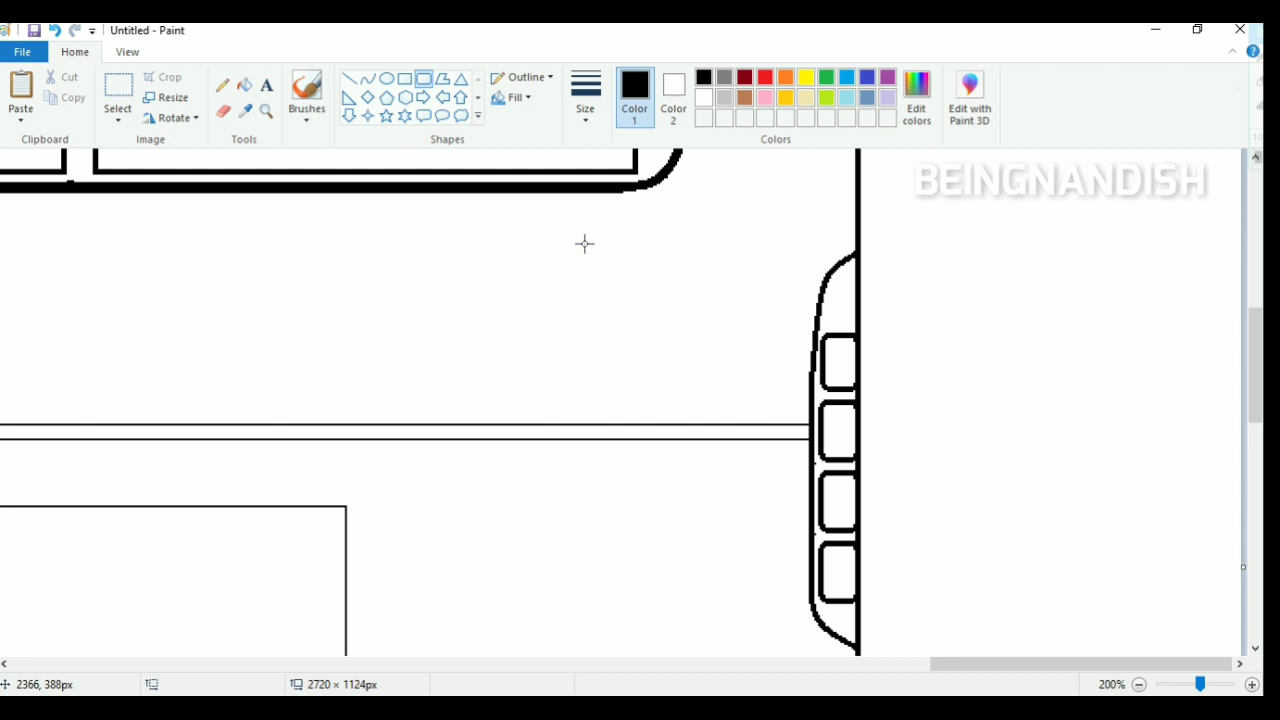 Untitled - Paint
File Home View
Paste
Cut
Copy
Clipboard
Select
Crop
Resize
Rotate
Image
A
Tools
Brushes
Outline
Fill
Shapes
Size
Color
1
Color
2
Edit
colors
Colors
Edit with
Paint 3D
BEINGNANDISH
2366, 388px
2720 × 1124px
200%